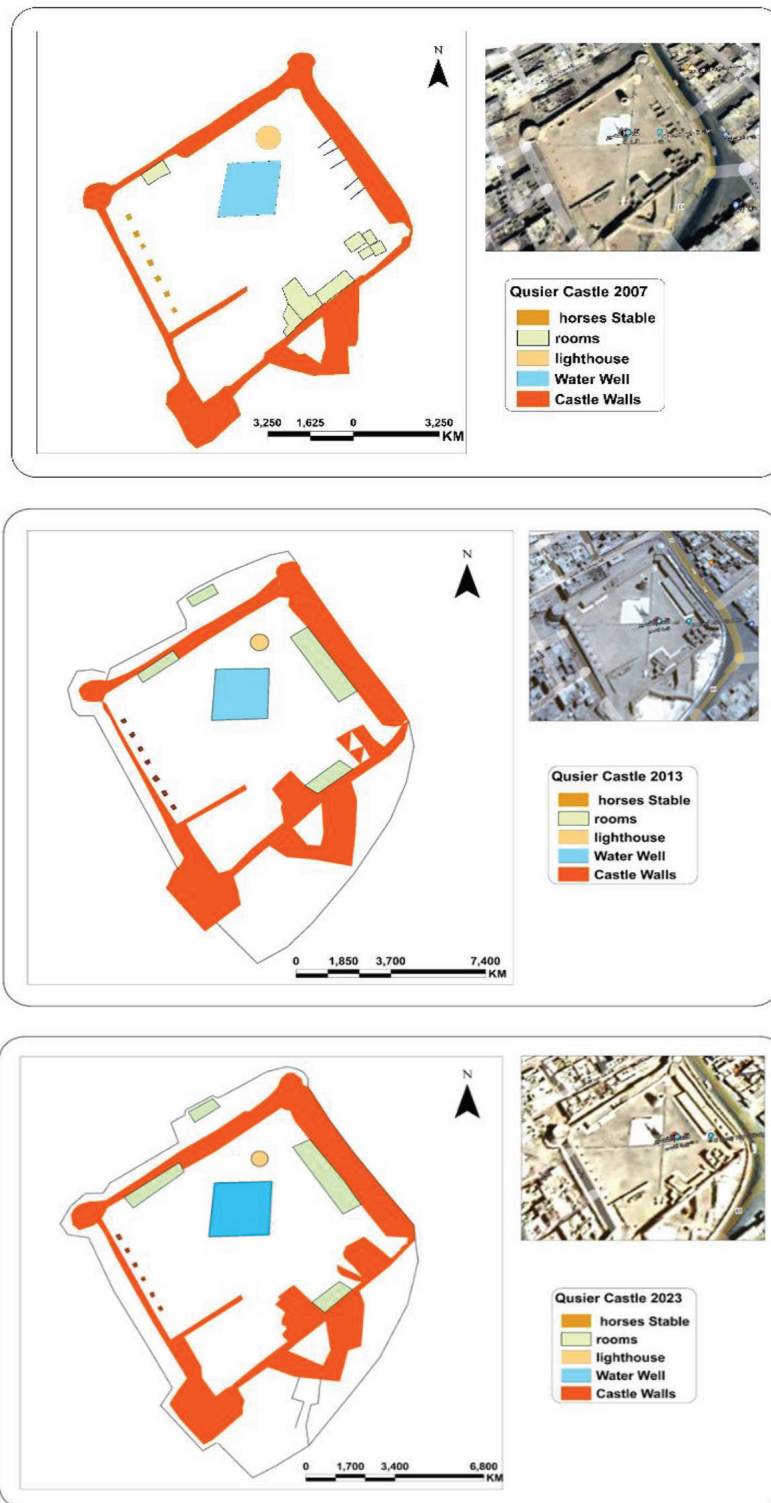 N
Qusier Castle 2007
horses Stable
rooms
lighthouse
Water Well
Castle Walls
3,250 1,625 0 3,250
KM
N
Qusier Castle 2013
horses Stable
rooms
lighthouse
Water Well
Castle Walls
0 1,850 3,700 7,400
KM
N
Qusier Castle 2023
horses Stable
rooms
lighthouse
Water Well
Castle Walls
0 1,700 3,400 6,800
KM